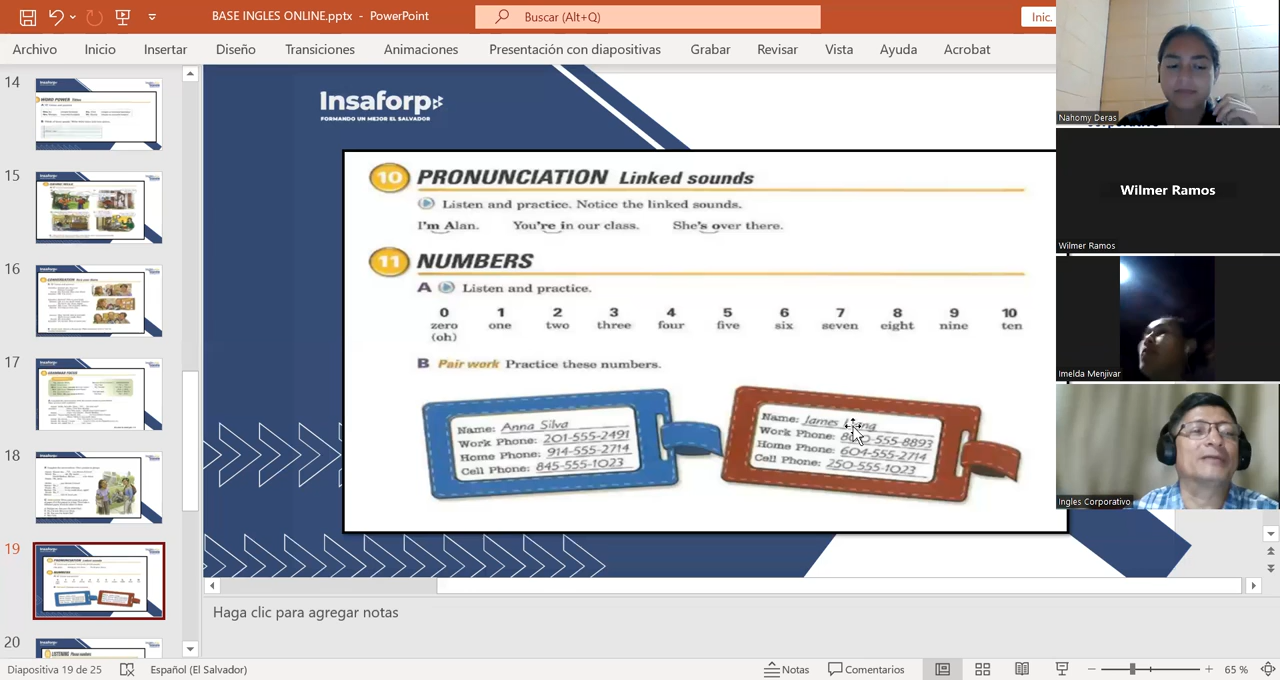 BASE INGLES ONLINE.pptx - PowerPoint
Buscar (Alt+Q)
Inic.
Archivo Inicio Insertar Diseño Transiciones Animaciones Presentación con diapositivas Grabar Revisar Vista Ayuda Acrobat
14
15
16
17
18
19
20
Insaforp
FORMANDO UN MEJOR EL SALVADOR
10 PRONUNCIATION Linked sounds
Listen and practice. Notice the linked sounds.
I'm Alan. You're in our class. She's over there.
11 NUMBERS
A Listen and practice.
0 1 2 3 4 5 6 7 8 9 10
zero one two three four five six seven eight nine ten
(oh)
B Pair work Practice these numbers.
Name: Anna Silva
Work Phone: 201-555-2491
Home Phone: 914-555-2714
Cell Phone: 845-555-1023
Name: James
Work Phone: 555-8893
Home Phone: 604-555-2714
Cell Phone: 250-555-1023
Nahomy Deras
Wilmer Ramos
Wilmer Ramos
Imelda Menjivar
Ingles Corporativo
Haga clic para agregar notas
Diapositiva 19 de 25 Español (El Salvador) Notas Comentarios 65 %